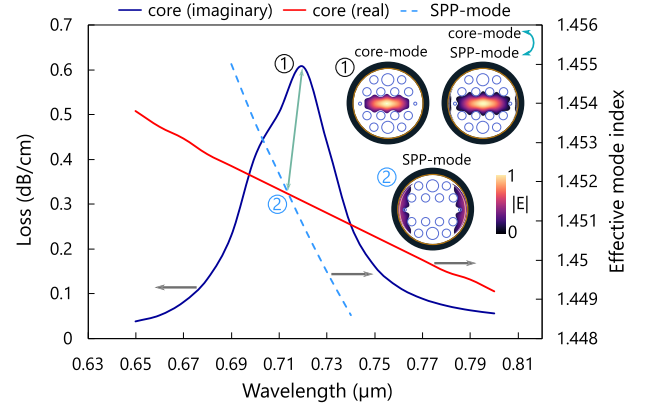 core (imaginary) core (real) SPP-mode
Loss (dB/cm)
0.7
0.6
0.5
0.4
0.3
0.2
0.1
0
0.63 0.65 0.67 0.69 0.71 0.73 0.75 0.77 0.79 0.81
Wavelength (μm)
1.456
1.455
1.454
1.453
1.452
1.451
1.45
1.449
1.448
Effective mode index
①
②
① core-mode
core-mode
SPP-mode
② SPP-mode
1
|E|
0